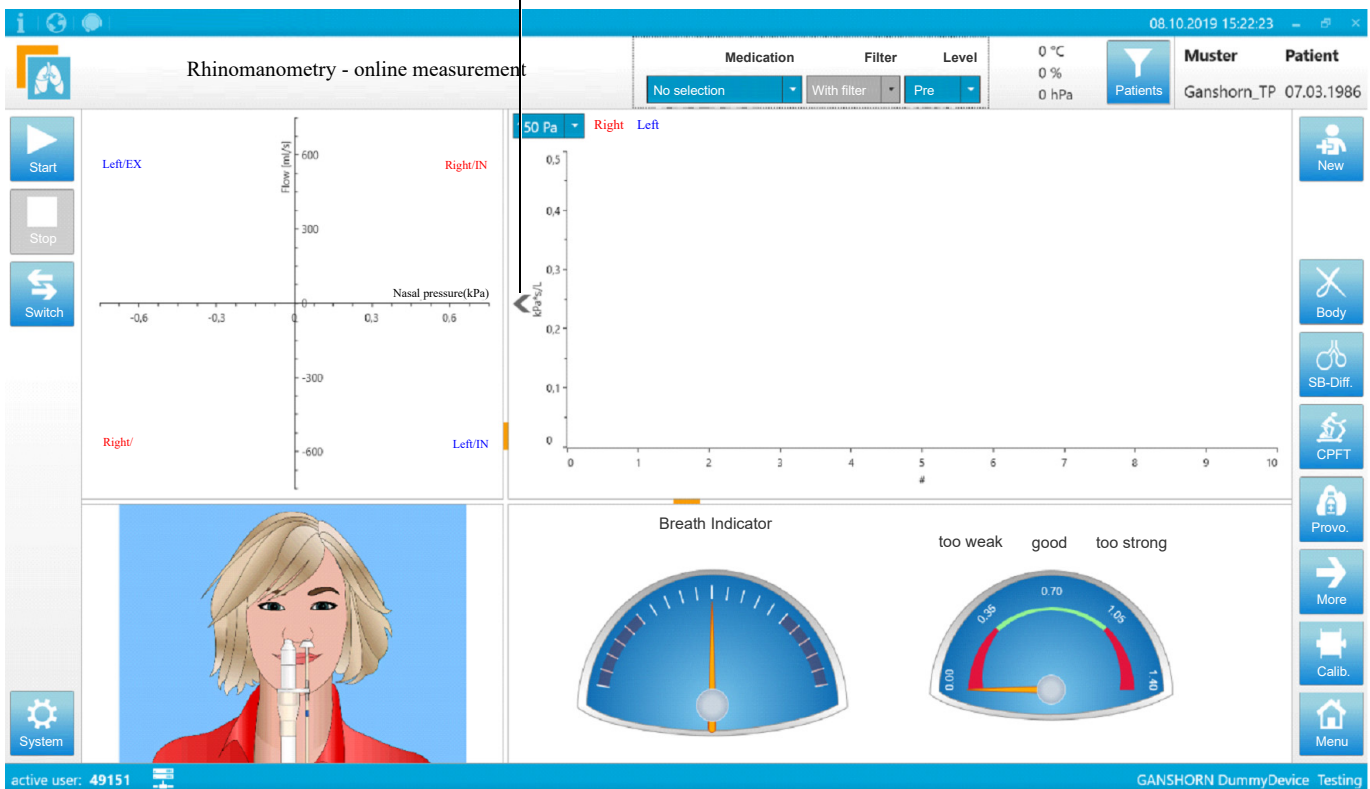 08.10.2019 15:22:23
Rhinomanometry - online measurement
Medication Filter Level
No selection With filter Pre
0 °C
0 %
0 hPa
Patients
Muster Patient
Ganshorn_TP 07.03.1986
Start
Stop
Switch
System
Left/EX
Right/IN
Flow [ml/s]
600
300
Nasal pressure(kPa)
0
-0,6 -0,3 0 0,3 0,6
-300
-600
Right/
Left/IN
50 Pa Right Left
0,5
0,4
0,3
kPa*s/L
0,2
0,1
0
0 1 2 3 4 5 6 7 8 9 10
#
Breath Indicator
too weak good too strong
0.00 0.35 0.70 1.05 1.40
New
Body
SB-Diff.
CPFT
Provo.
More
Calib.
Menu
active user: 49151
GANSHORN DummyDevice Testing